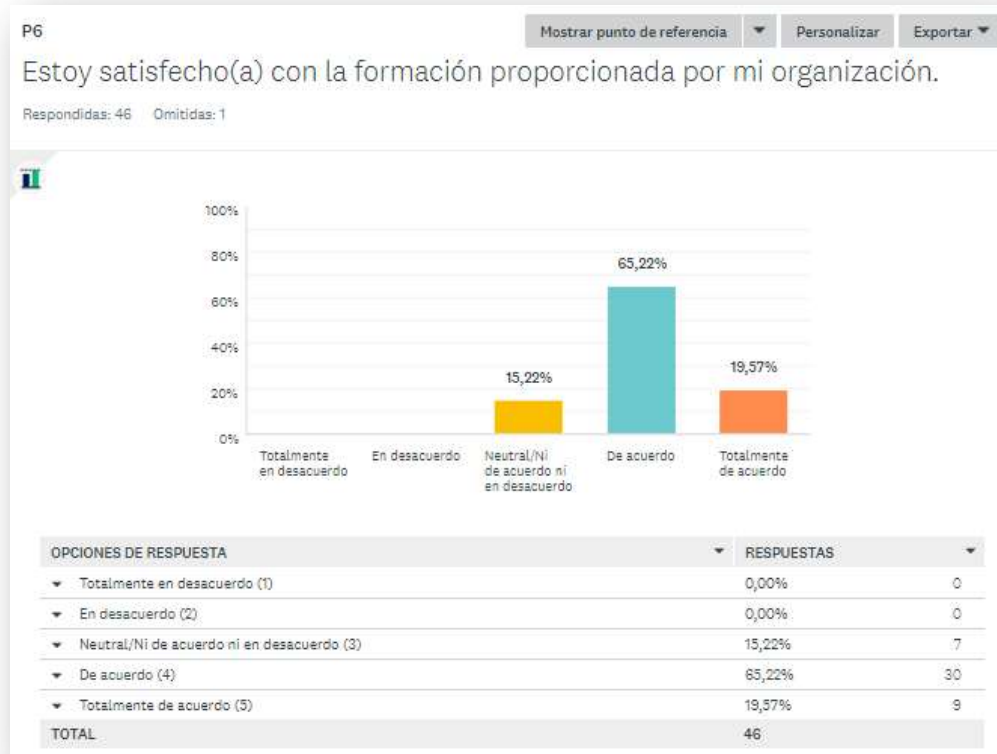 P6
Mostrar punto de referencia Personalizar Exportar
Estoy satisfecho(a) con la formación proporcionada por mi organización.
Respondidas: 46 Omitidas: 1
100%
80%
60%
40%
20%
0%
15,22%
65,22%
19,57%
Totalmente
en desacuerdo
En desacuerdo
Neutral/Ni
de acuerdo ni
en desacuerdo
De acuerdo
Totalmente
de acuerdo
OPCIONES DE RESPUESTA RESPUESTAS
Totalmente en desacuerdo (1) 0,00% 0
En desacuerdo (2) 0,00% 0
Neutral/Ni de acuerdo ni en desacuerdo (3) 15,22% 7
De acuerdo (4) 65,22% 30
Totalmente de acuerdo (5) 19,57% 9
TOTAL 46